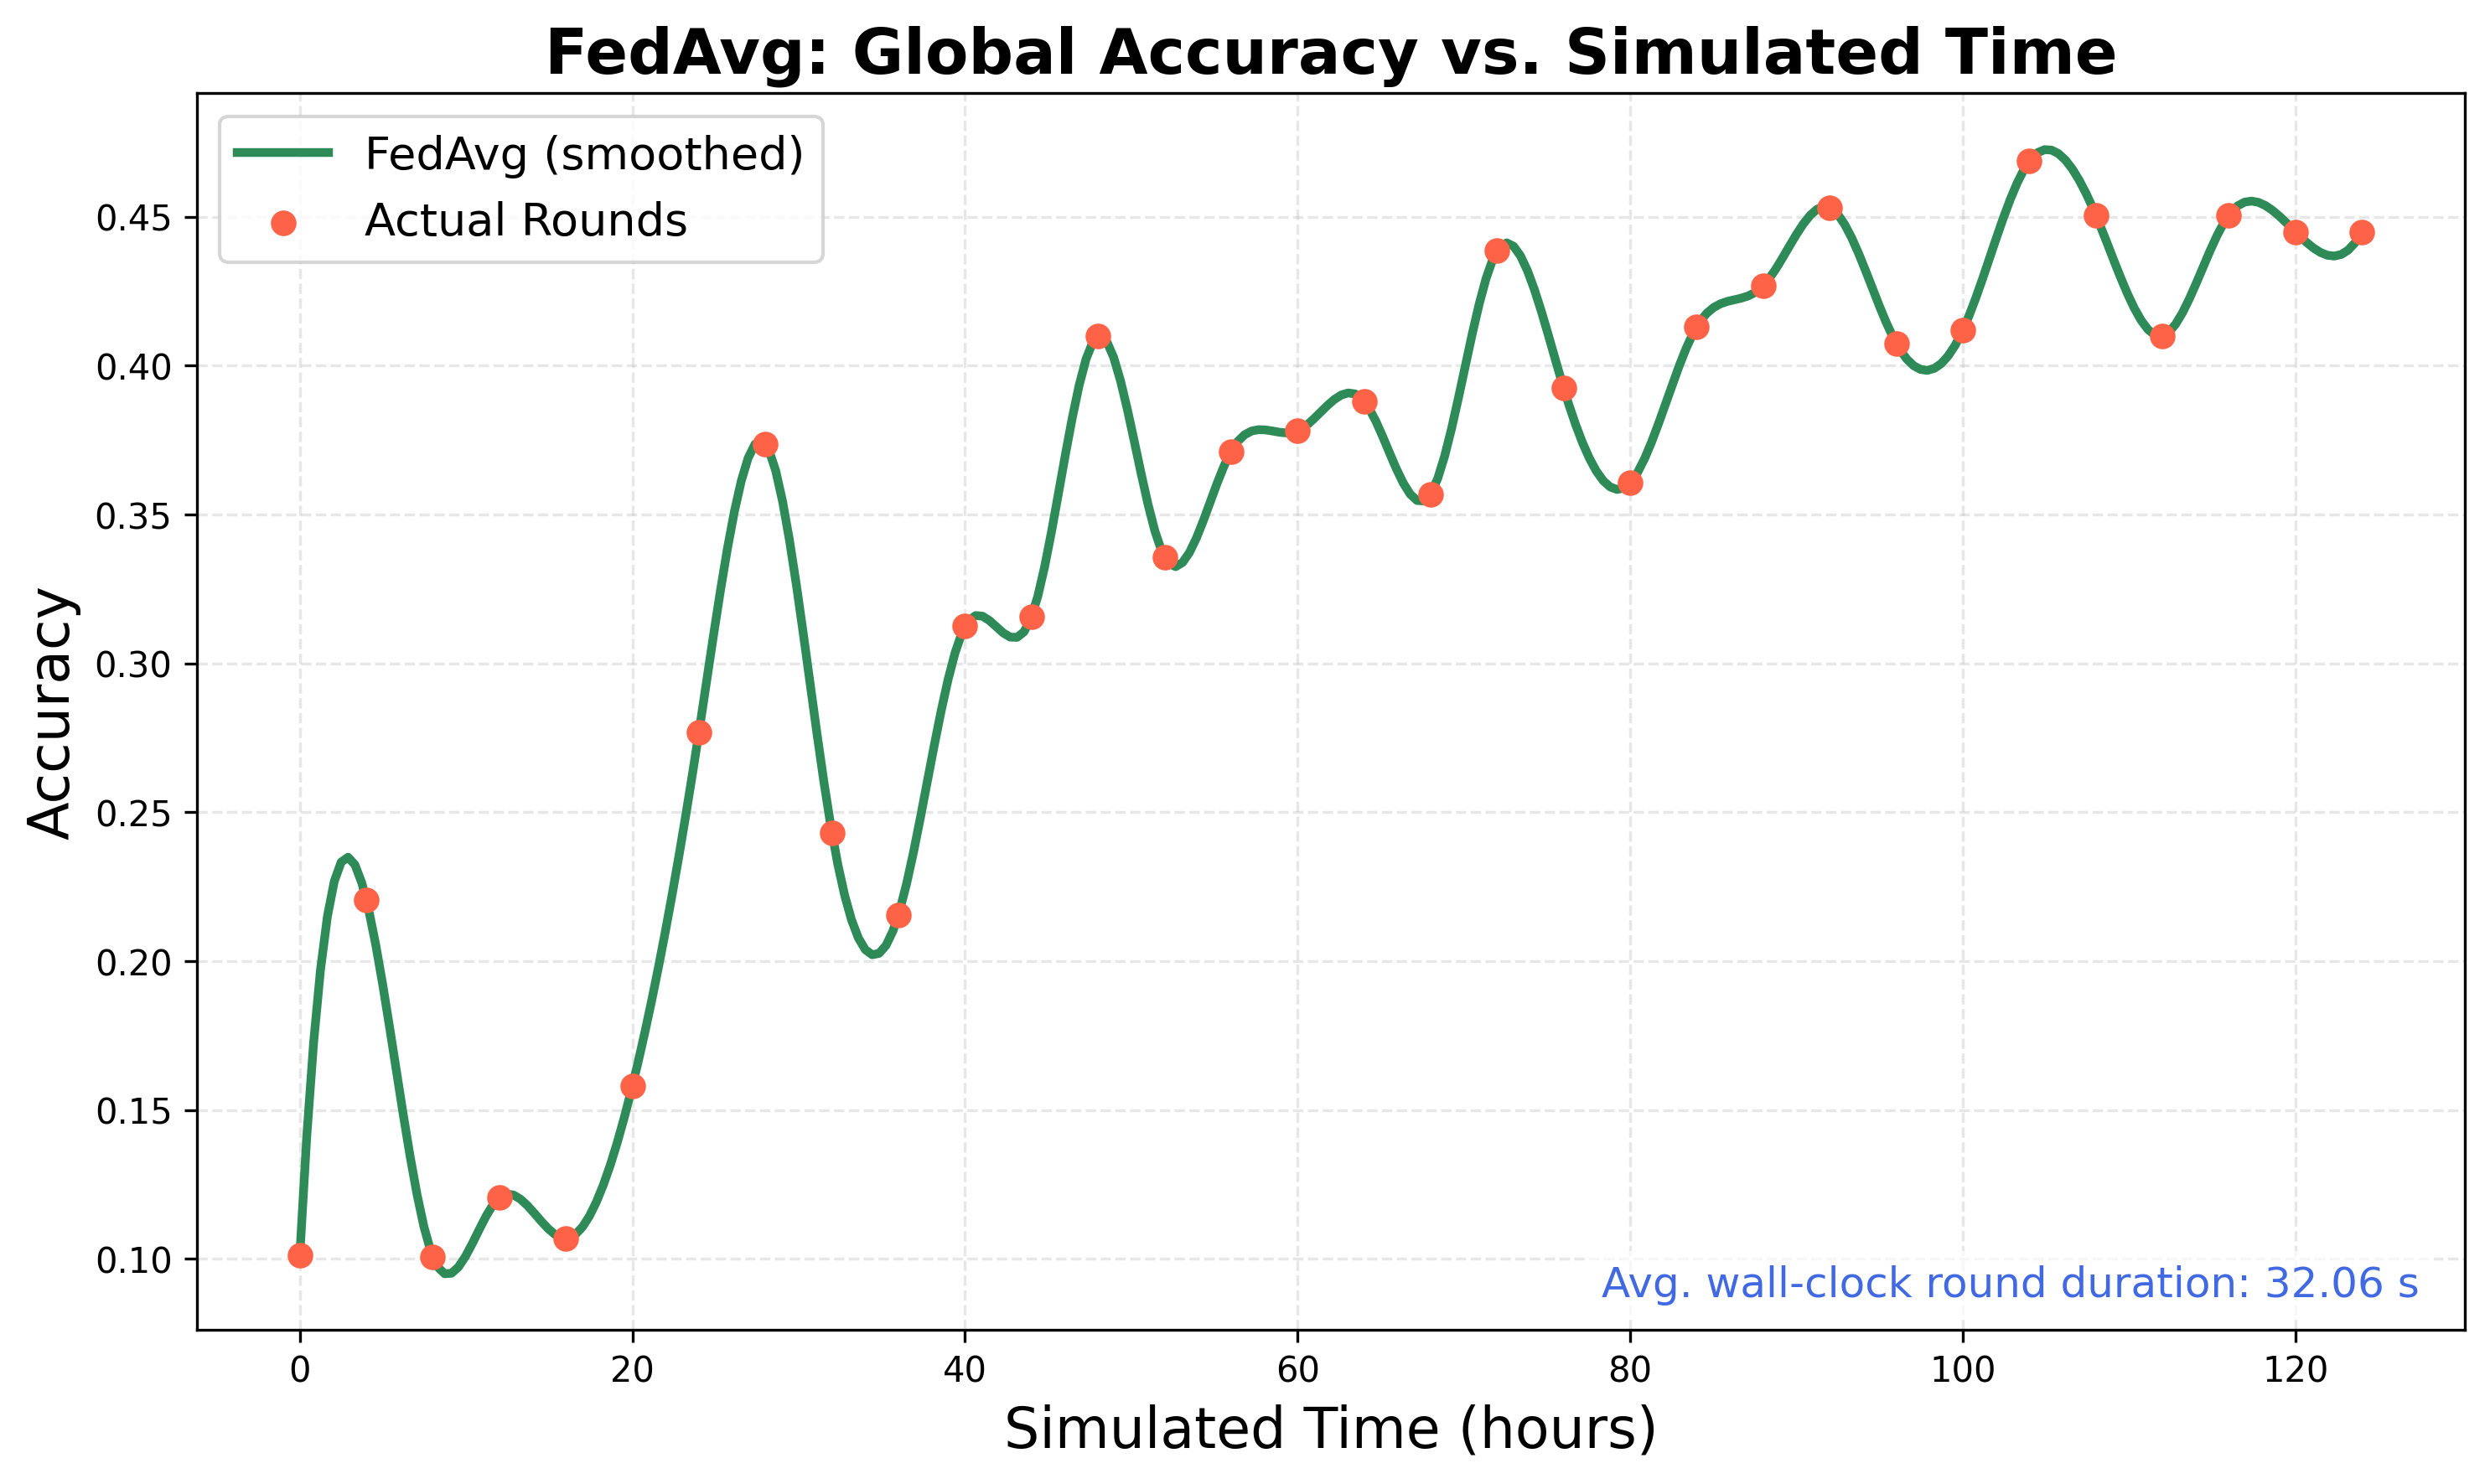 FedAvg: Global Accuracy vs. Simulated Time
FedAvg (smoothed)
Actual Rounds
Accuracy
0.45
0.40
0.35
0.30
0.25
0.20
0.15
0.10
Avg. wall-clock round duration: 32.06 s
0 20 40 60 80 100 120
Simulated Time (hours)